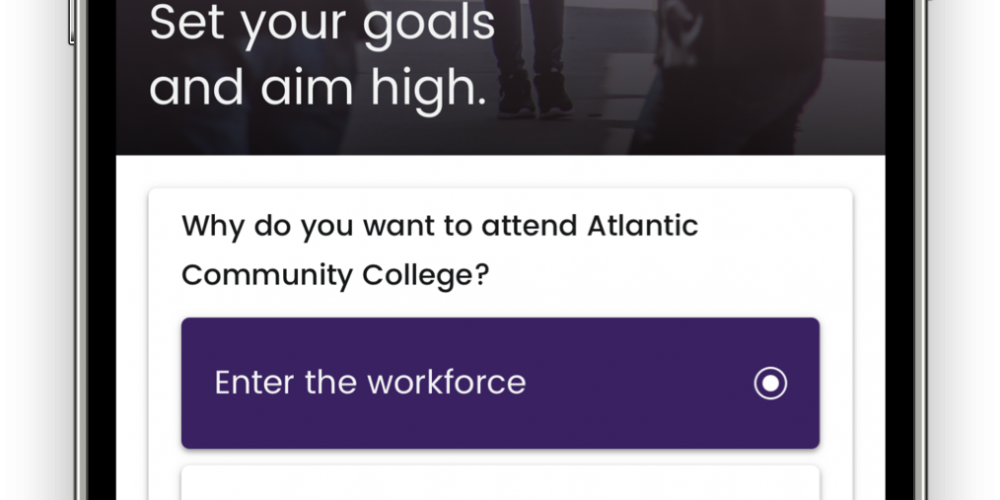 Set your goals
and aim high.
Why do you want to attend Atlantic
Community College?
Enter the workforce